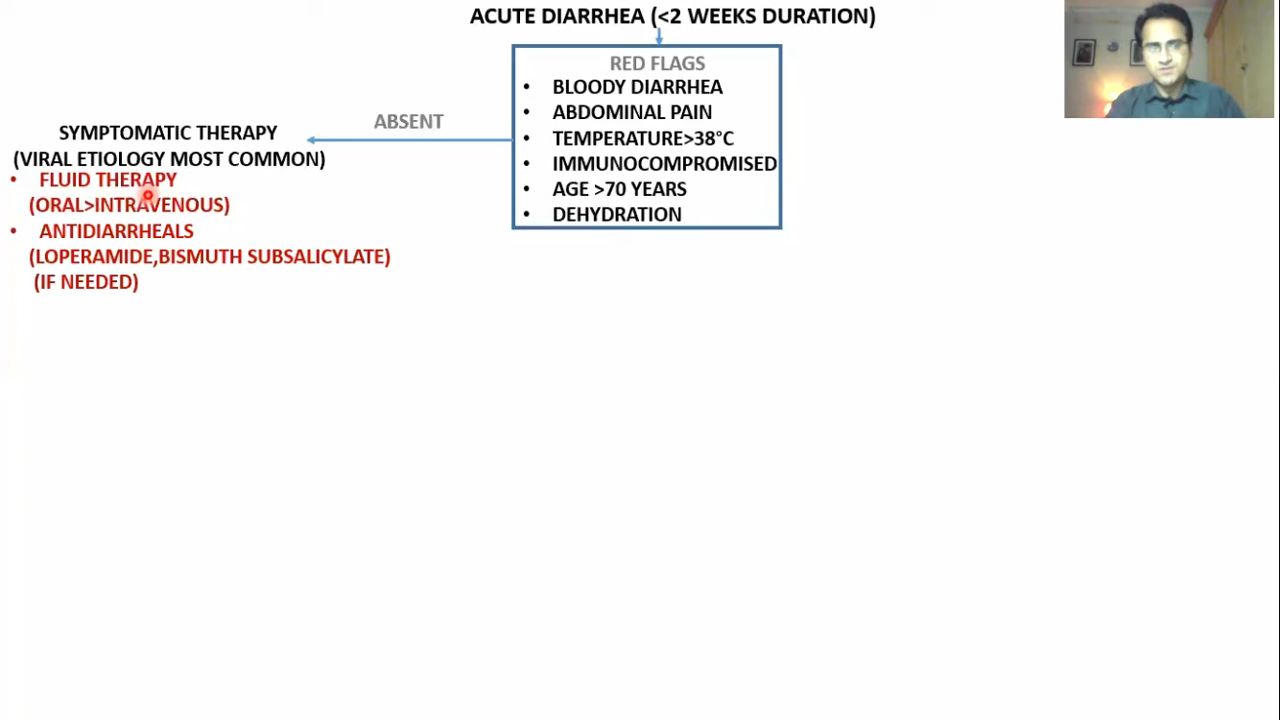 ACUTE DIARRHEA (<2 WEEKS DURATION)
RED FLAGS
• BLOODY DIARRHEA
• ABDOMINAL PAIN
• TEMPERATURE>38°C
• IMMUNOCOMPROMISED
• AGE >70 YEARS
• DEHYDRATION
ABSENT
SYMPTOMATIC THERAPY
(VIRAL ETIOLOGY MOST COMMON)
• FLUID THERAPY
(ORAL>INTRAVENOUS)
• ANTIDIARRHEALS
(LOPERAMIDE,BISMUTH SUBSALICYLATE)
(IF NEEDED)